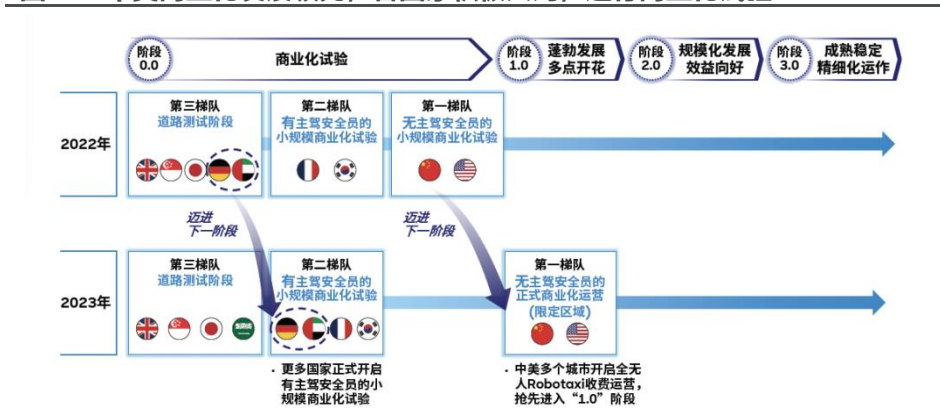 阶段
0.0
商业化试验
阶段
1.0
蓬勃发展
多点开花
阶段
2.0
规模化发展
效益向好
阶段
3.0
成熟稳定
精细化运作
2022年
第三梯队
道路测试阶段
第二梯队
有主驾安全员的
小规模商业化试验
第一梯队
无主驾安全员的
小规模商业化试验
迈进
下一阶段
迈进
下一阶段
2023年
第三梯队
道路测试阶段
第二梯队
有主驾安全员的
小规模商业化试验
第一梯队
无主驾安全员的
正式商业化运营
(限定区域)
· 更多国家正式开启
有主驾安全员的小
规模商业化试验
· 中美多个城市开启全无
人Robotaxi收费运营，
抢先进入“1.0”阶段